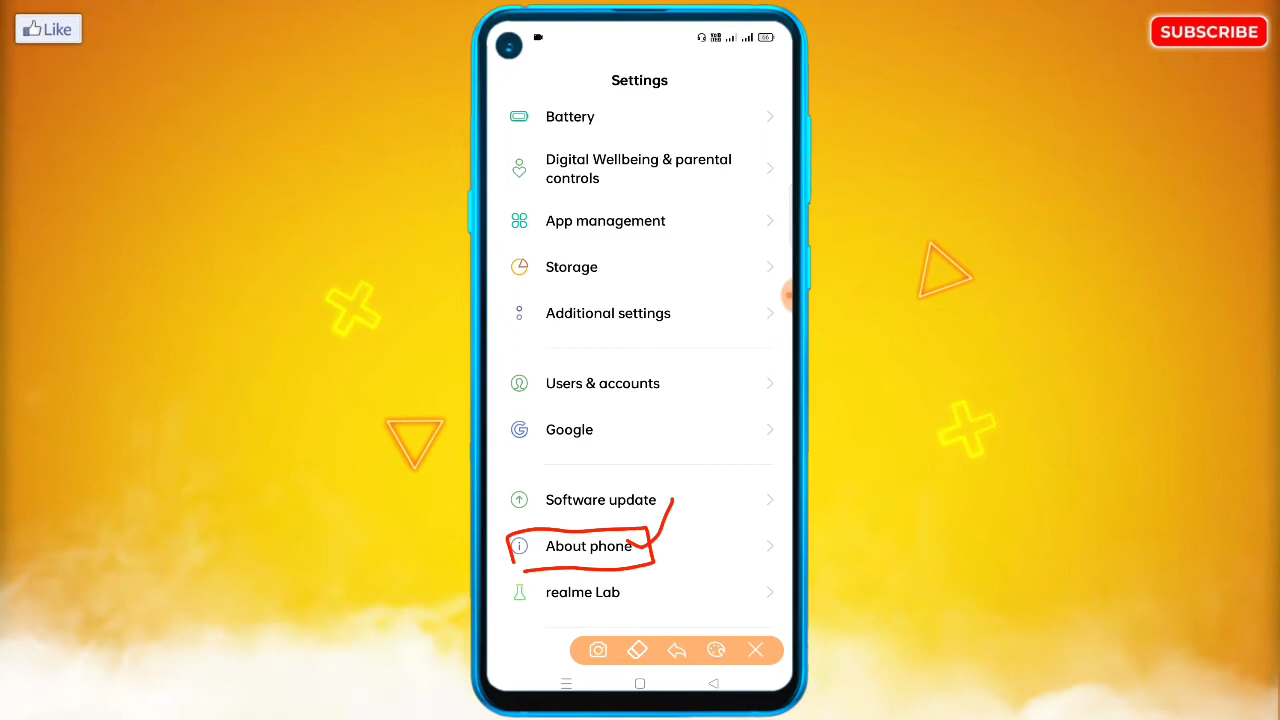 Like
SUBSCRIBE
Settings
Battery
Digital Wellbeing & parental
controls
App management
Storage
Additional settings
Users & accounts
Google
Software update
About phone
realme Lab